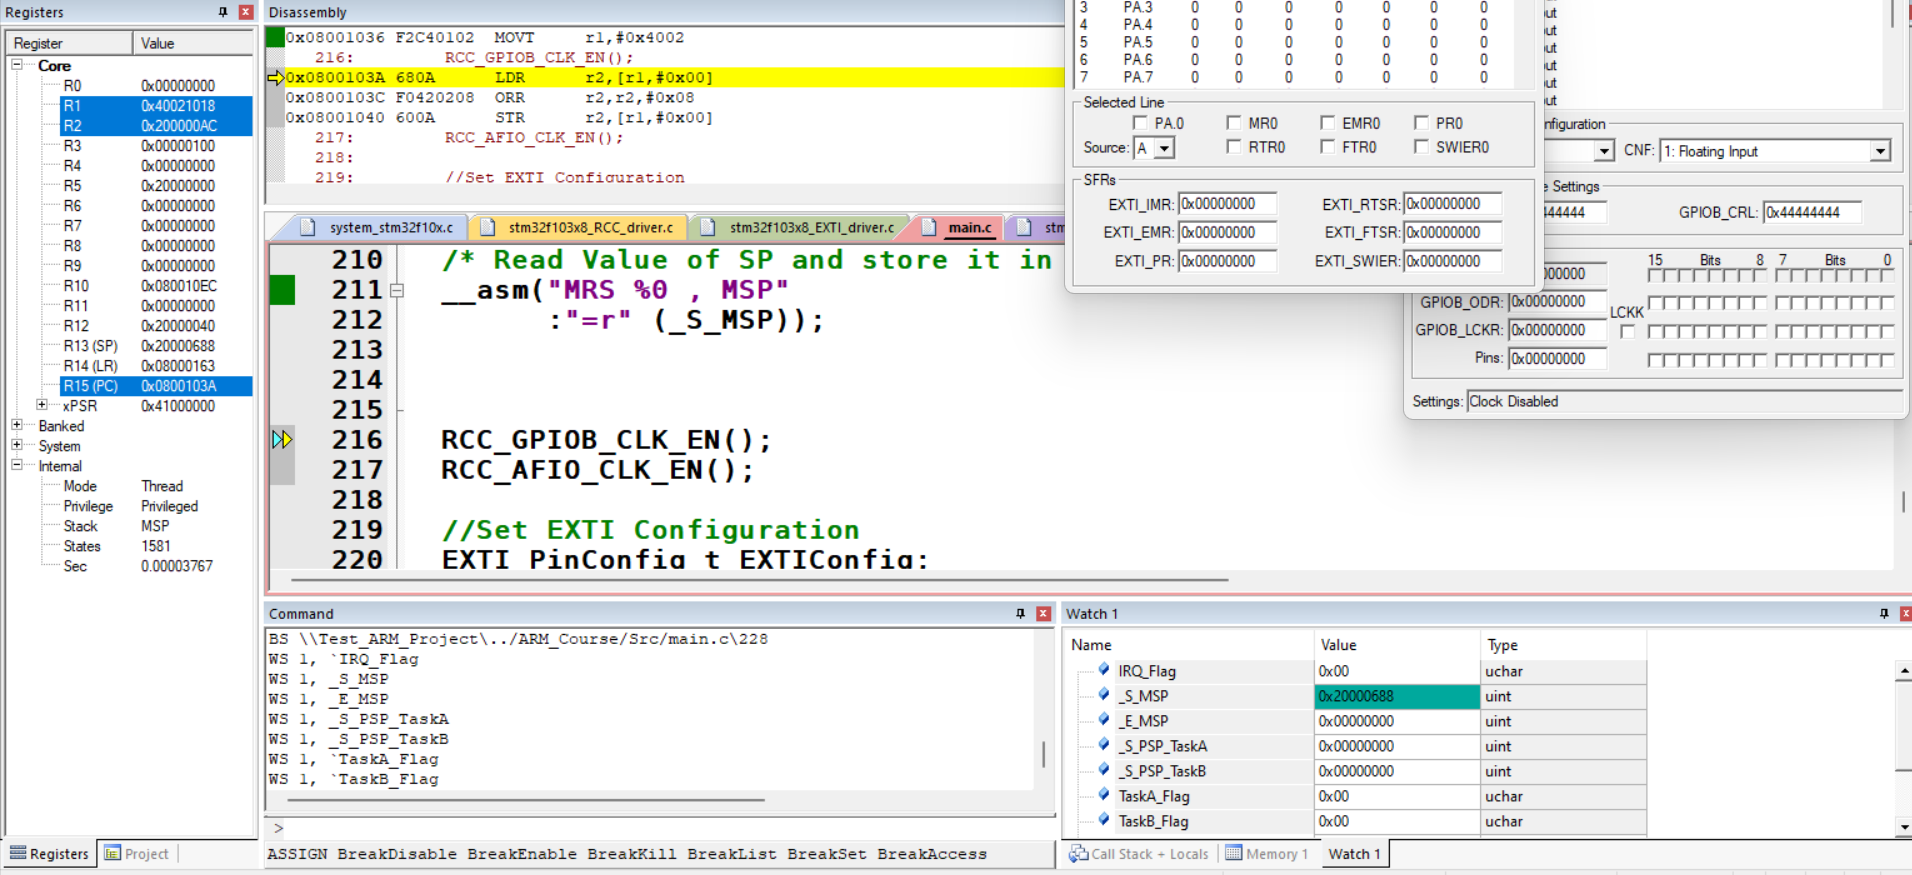 Registers
Register Value
Core
R0 0x00000000
R1 0x40021018
R2 0x200000AC
R3 0x00000100
R4 0x00000000
R5 0x20000000
R6 0x00000000
R7 0x00000000
R8 0x00000000
R9 0x00000000
R10 0x080010EC
R11 0x00000000
R12 0x20000040
R13 (SP) 0x20000688
R14 (LR) 0x08000163
R15 (PC) 0x0800103A
xPSR 0x41000000
Banked
System
Internal
Mode Thread
Privilege Privileged
Stack MSP
States 1581
Sec 0.00003767
Registers Project
Disassembly
0x08001036 F2C40102 MOVT r1,#0x4002
216: RCC_GPIOB_CLK_EN();
0x0800103A 680A LDR r2,[r1,#0x00]
0x0800103C F0420208 ORR r2,r2,#0x08
0x08001040 600A STR r2,[r1,#0x00]
217: RCC_AFIO_CLK_EN();
218:
219: //Set EXTI Configuration
system_stm32f10x.c stm32f103x8_RCC_driver.c stm32f103x8_EXTI_driver.c main.c stm
210 /* Read Value of SP and store it in
211 __asm("MRS %0 , MSP"
212 :"=r" (_S_MSP));
213
214
215
216 RCC_GPIOB_CLK_EN();
217 RCC_AFIO_CLK_EN();
218
219 //Set EXTI Configuration
220 EXTI_PinConfig_t EXTIConfig;
3 PA.3 0 0 0 0 0 0 0
4 PA.4 0 0 0 0 0 0 0
5 PA.5 0 0 0 0 0 0 0
6 PA.6 0 0 0 0 0 0 0
7 PA.7 0 0 0 0 0 0 0
Selected Line
PA.0 MR0 EMR0 PR0
Source: A RTR0 FTR0 SWIER0
SFRs
EXTI_IMR: 0x00000000 EXTI_RTSR: 0x00000000
EXTI_EMR: 0x00000000 EXTI_FTSR: 0x00000000
EXTI_PR: 0x00000000 EXTI_SWIER: 0x00000000
ut
ut
ut
ut
ut
ut
nfiguration
CNF: 1: Floating Input
e Settings
44444 GPIOB_CRL: 0x44444444
15 Bits 8 7 Bits 0
00000
GPIOB_ODR: 0x00000000
LCKK
GPIOB_LCKR: 0x00000000
Pins: 0x00000000
Settings: Clock Disabled
Command
BS \\Test_ARM_Project\../ARM_Course/Src/main.c\228
WS 1, `IRQ_Flag
WS 1, _S_MSP
WS 1, _E_MSP
WS 1, _S_PSP_TaskA
WS 1, _S_PSP_TaskB
WS 1, `TaskA_Flag
WS 1, `TaskB_Flag
>
ASSIGN BreakDisable BreakEnable BreakKill BreakList BreakSet BreakAccess
Watch 1
Name Value Type
IRQ_Flag 0x00 uchar
_S_MSP 0x20000688 uint
_E_MSP 0x00000000 uint
_S_PSP_TaskA 0x00000000 uint
_S_PSP_TaskB 0x00000000 uint
TaskA_Flag 0x00 uchar
TaskB_Flag 0x00 uchar
Call Stack + Locals Memory 1 Watch 1